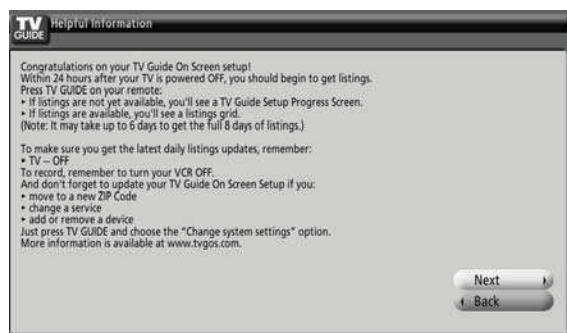 TV
GUIDE
Helpful Information
Congratulations on your TV Guide On Screen setup!
Within 24 hours after your TV is powered OFF, you should begin to get listings.
Press TV GUIDE on your remote:
‣ If listings are not yet available, you'll see a TV Guide Setup Progress Screen.
‣ If listings are available, you'll see a listings grid.
(Note: It may take up to 6 days to get the full 8 days of listings.)
To make sure you get the latest daily listings updates, remember:
‣ TV – OFF
To record, remember to turn your VCR OFF.
And don't forget to update your TV Guide On Screen Setup if you:
‣ move to a new ZIP Code
‣ change a service
‣ add or remove a device
Just press TV GUIDE and choose the "Change system settings" option.
More information is available at www.tvgos.com.
Next
Back